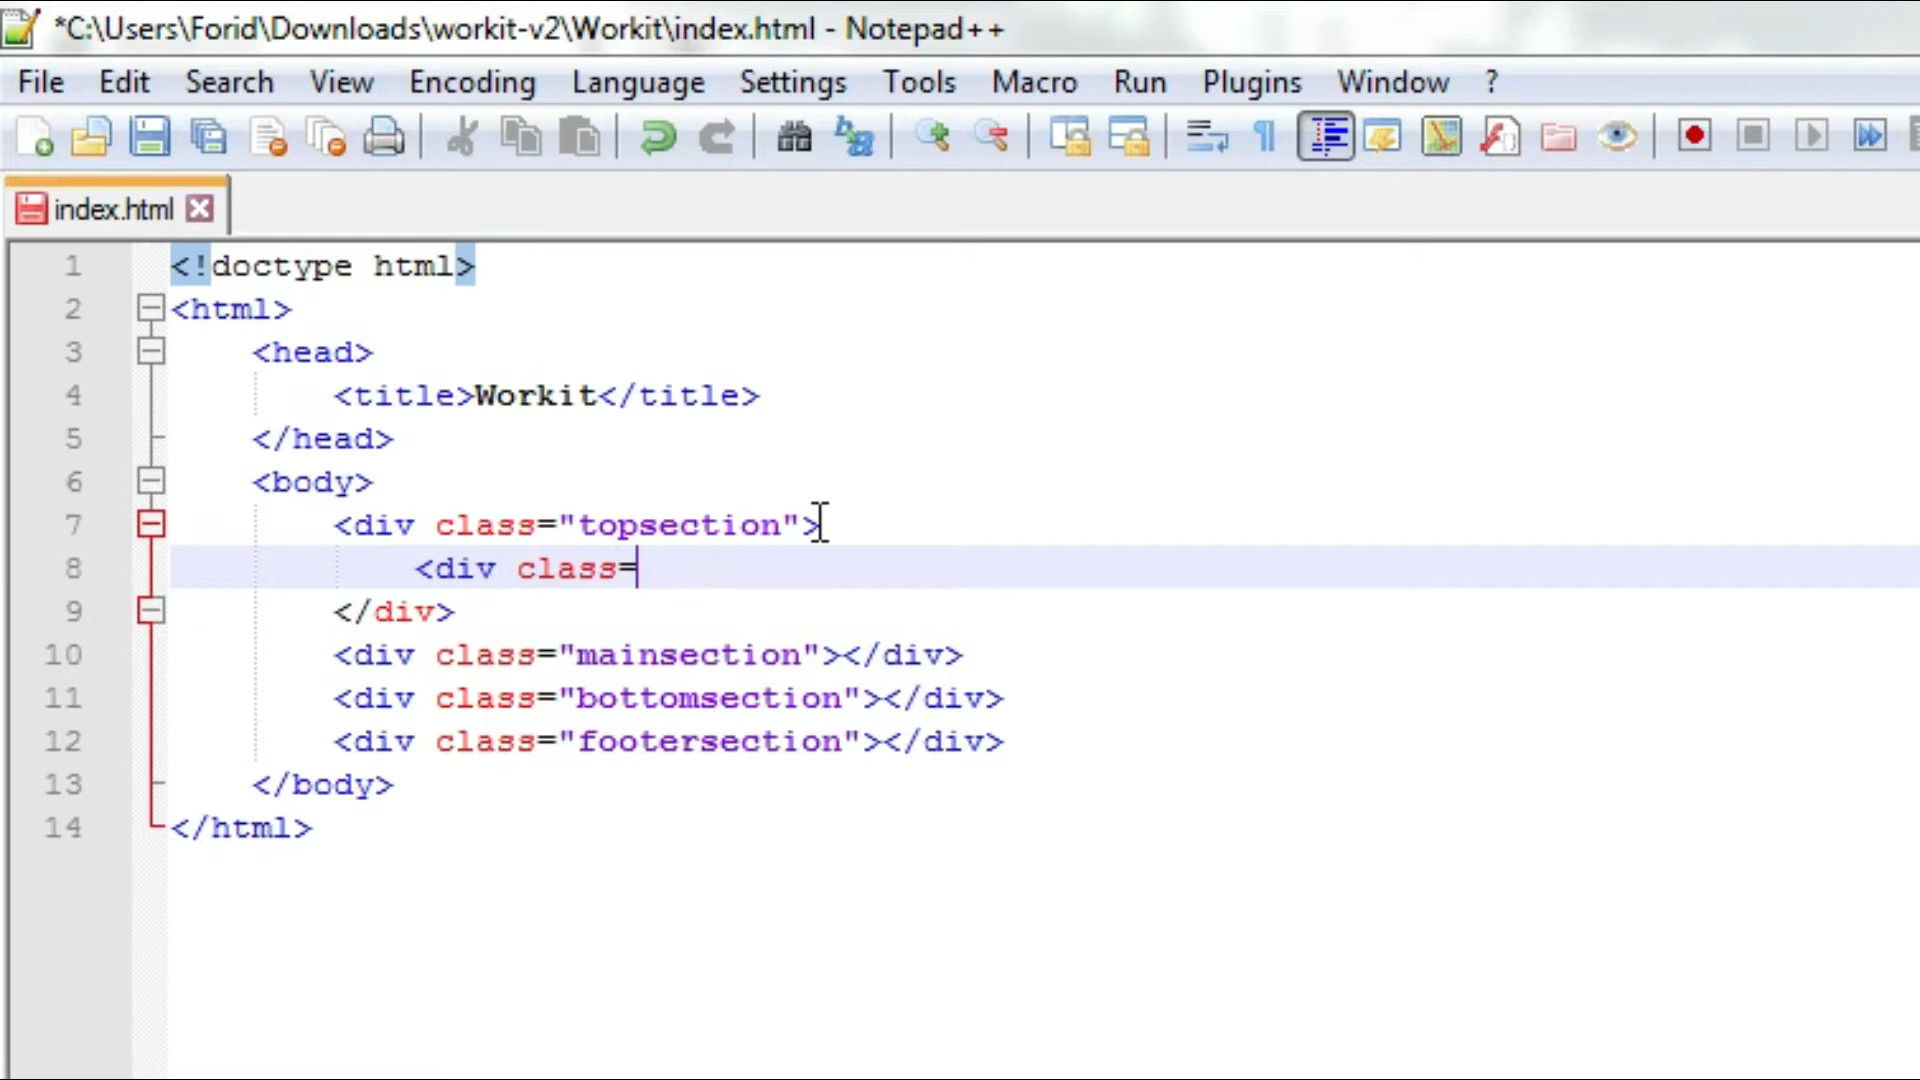 *C:\Users\Forid\Downloads\workit-v2\Workit\index.html - Notepad++
File Edit Search View Encoding Language Settings Tools Macro Run Plugins Window ?
index.html
1 <!doctype html>
2 <html>
3 <head>
4 <title>Workit</title>
5 </head>
6 <body>
7 <div class="topsection">
8 <div class=
9 </div>
10 <div class="mainsection"></div>
11 <div class="bottomsection"></div>
12 <div class="footersection"></div>
13 </body>
14 </html>